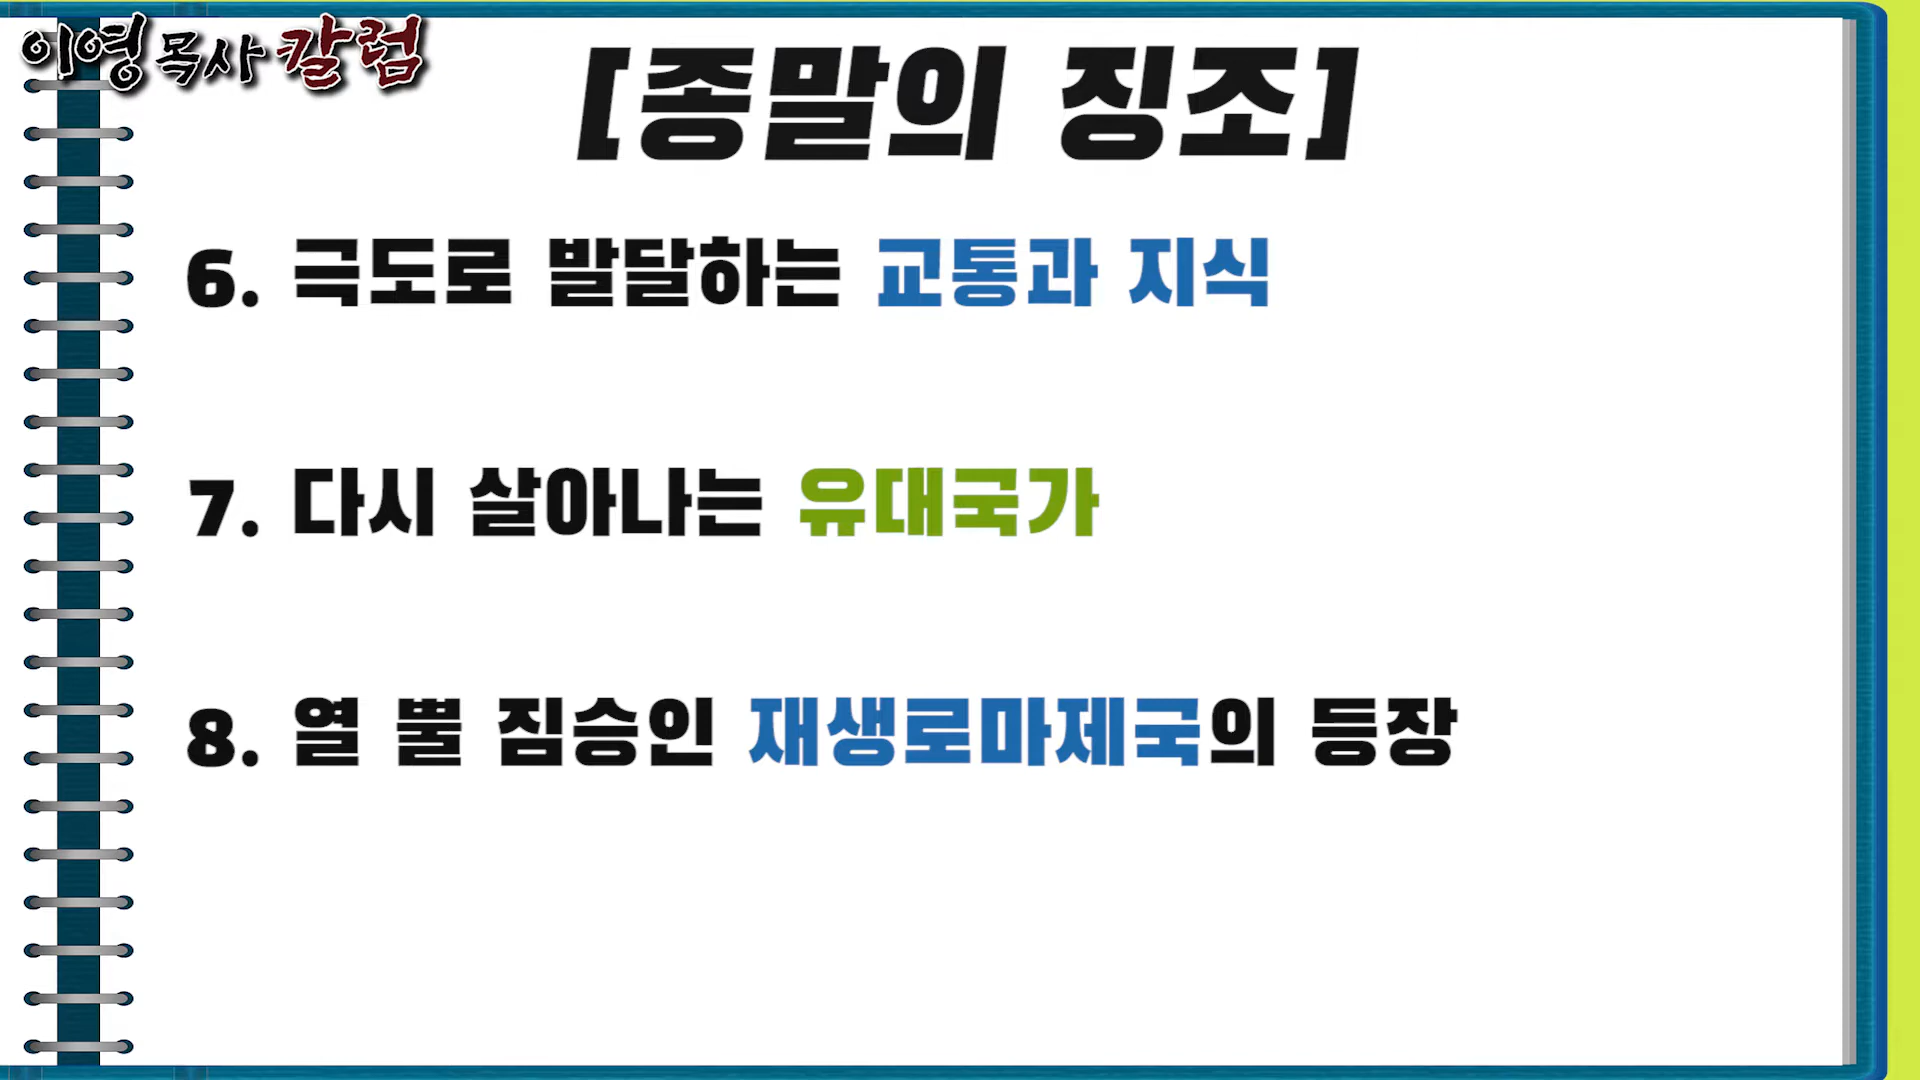 이영 목사 칼럼
[종말의 징조]
6. 극도로 발달하는 교통과 지식
7. 다시 살아나는 유대국가
8. 열 뿔 짐승인 재생로마제국의 등장